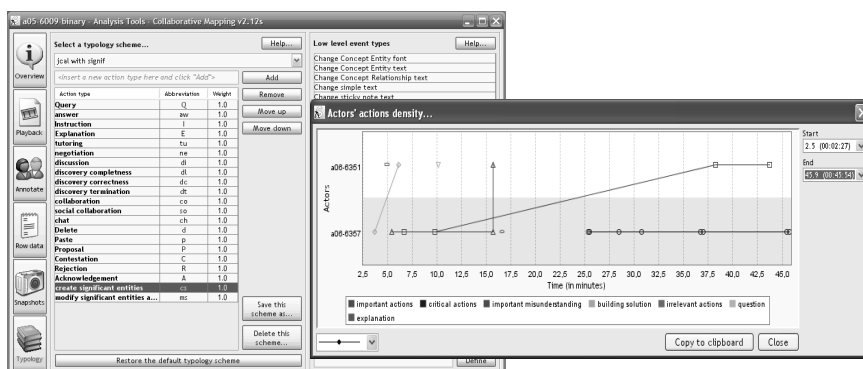 a05-6009-binary - Analysis Tools - Collaborative Mapping v2.12s
Overview
Playback
Annotate
Raw data
Snapshots
Typology
Select a typology scheme...
Help...
jcal with signif
<insert a new action type here and click "Add">
Add
Action type Abbreviation Weight
Query Q 1.0
answer aw 1.0
Instruction I 1.0
Explanation E 1.0
tutoring tu 1.0
negotiation ne 1.0
discussion di 1.0
discovery completness dl 1.0
discovery correctness dc 1.0
discovery termination dt 1.0
collaboration co 1.0
social collaboration so 1.0
chat ch 1.0
Delete d 1.0
Paste p 1.0
Proposal P 1.0
Contestation C 1.0
Rejection R 1.0
Acknowledgement A 1.0
create significant entities cs 1.0
modify significant entities a... ms 1.0
Remove
Move up
Move down
Save this
scheme as...
Delete this
scheme...
Restore the default typology scheme
Low level event types
Help...
Change Concept Entity font
Change Concept Entity text
Change Concept Relationship text
Change simple text
Change sticky note text
Define
Actors' actions density...
Actors
a06-6351
a06-6357
2,5 5,0 7,5 10,0 12,5 15,0 17,5 20,0 22,5 25,0 27,5 30,0 32,5 35,0 37,5 40,0 42,5 45,0
Time (in minutes)
important actions critical actions important misunderstanding building solution irrelevant actions question
explanation
Start
2.5 (00:02:27)
End
45.9 (00:45:54)
Copy to clipboard
Close